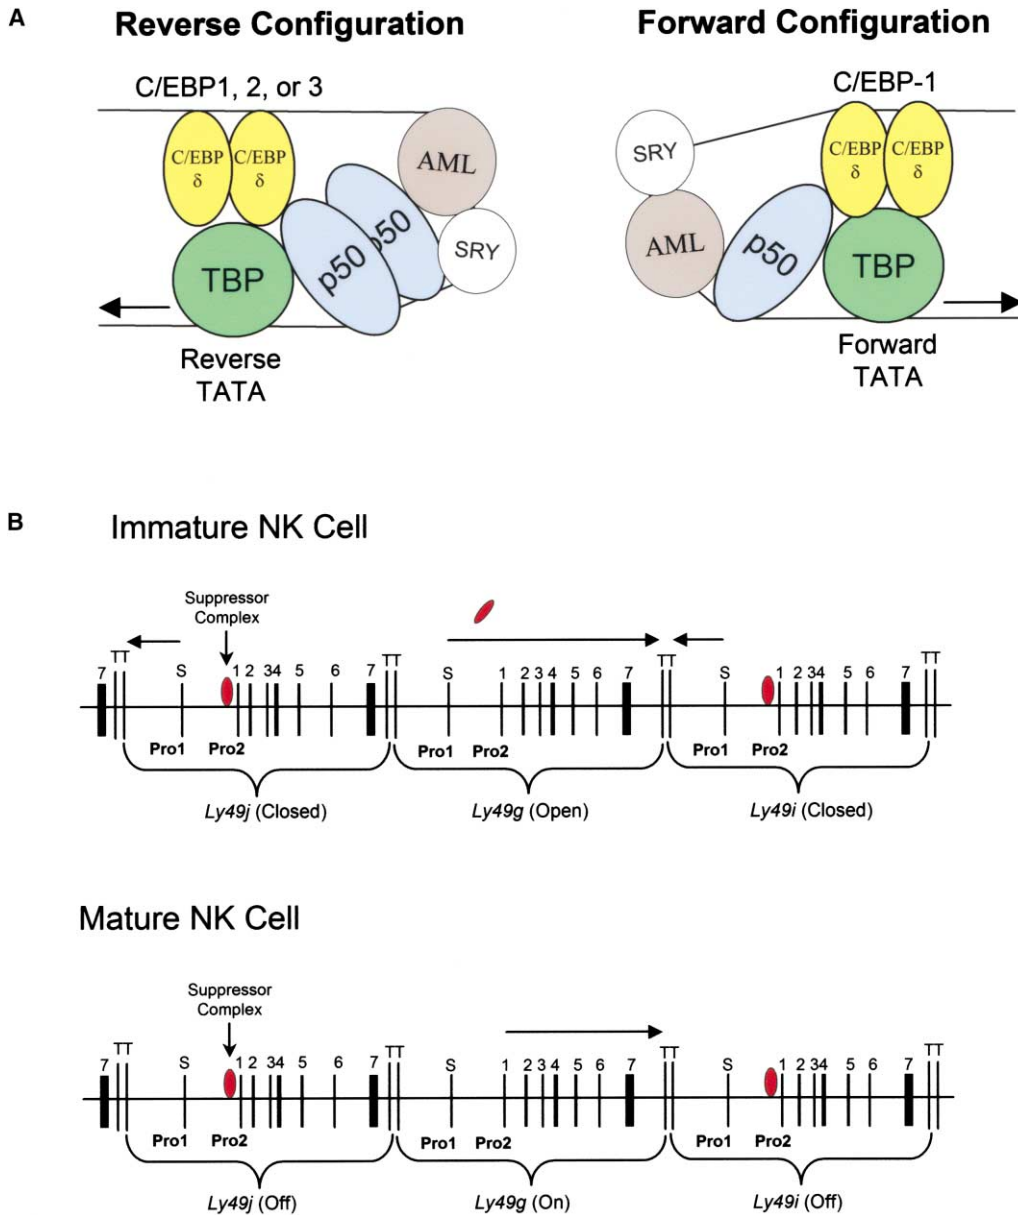 A
Reverse Configuration
Forward Configuration
C/EBP1, 2, or 3
C/EBP-1
C/EBP δ
C/EBP δ
AML
SRY
p50
p50
TBP
Reverse
TATA
SRY
C/EBP δ
C/EBP δ
AML
p50
TBP
Forward
TATA
B
Immature NK Cell
Suppressor
Complex
7 TT S 1 2 34 5 6 7 TT S 1 2 3 4 5 6 7 TT S 1 2 34 5 6 7 TT
Pro1 Pro2 Pro1 Pro2 Pro1 Pro2
Ly49j (Closed) Ly49g (Open) Ly49i (Closed)
Mature NK Cell
Suppressor
Complex
7 TT S 1 2 34 5 6 7 TT S 1 2 3 4 5 6 7 TT S 1 2 34 5 6 7 TT
Pro1 Pro2 Pro1 Pro2 Pro1 Pro2
Ly49j (Off) Ly49g (On) Ly49i (Off)